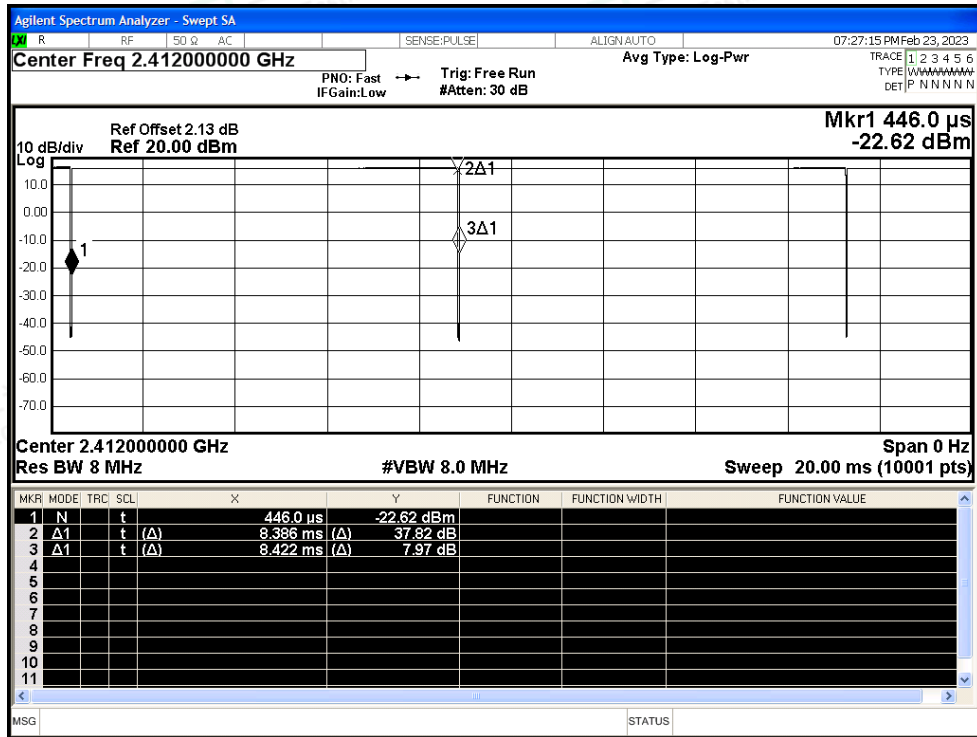 Agilent Spectrum Analyzer - Swept SA
LXI R RF 50 Ω AC SENSE:PULSE ALIGN AUTO 07:27:15 PM Feb 23, 2023
Center Freq 2.412000000 GHz
Avg Type: Log-Pwr
TRACE 1 2 3 4 5 6
PNO: Fast
Trig: Free Run
TYPE WWWWWW
IFGain:Low
#Atten: 30 dB
DET P N N N N N
Mkr1 446.0 µs
-22.62 dBm
Ref Offset 2.13 dB
10 dB/div Ref 20.00 dBm
Log
10.0
0.00
-10.0
-20.0
-30.0
-40.0
-50.0
-60.0
-70.0
2Δ1
3Δ1
1
Center 2.412000000 GHz Span 0 Hz
Res BW 8 MHz #VBW 8.0 MHz Sweep 20.00 ms (10001 pts)
MKR MODE TRC SCL X Y FUNCTION FUNCTION WIDTH FUNCTION VALUE
1 N t 446.0 µs -22.62 dBm
2 Δ1 t (Δ) 8.386 ms (Δ) 37.82 dB
3 Δ1 t (Δ) 8.422 ms (Δ) 7.97 dB
4
5
6
7
8
9
10
11
MSG STATUS